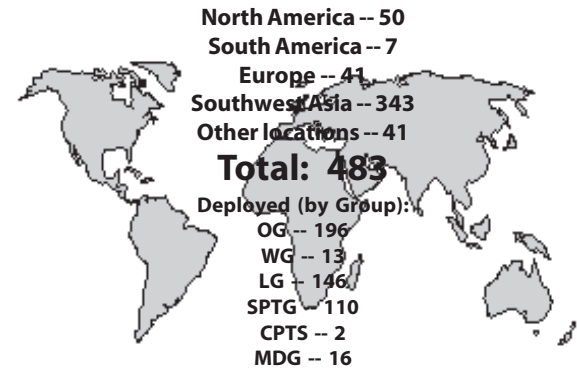 North America -- 50
South America -- 7
Europe -- 41
Southwest Asia -- 343
Other locations -- 41
Total: 483
Deployed (by Group):
OG -- 196
WG -- 13
LG -- 146
SPTG -- 110
CPTS -- 2
MDG -- 16